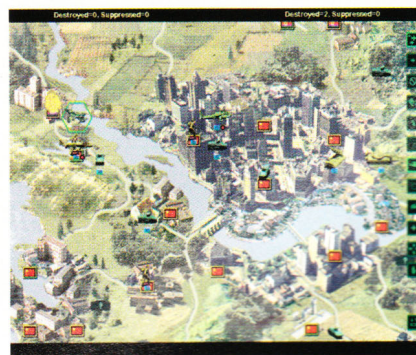 Destroyed=0, Suppressed=0
Destroyed=2, Suppressed=0